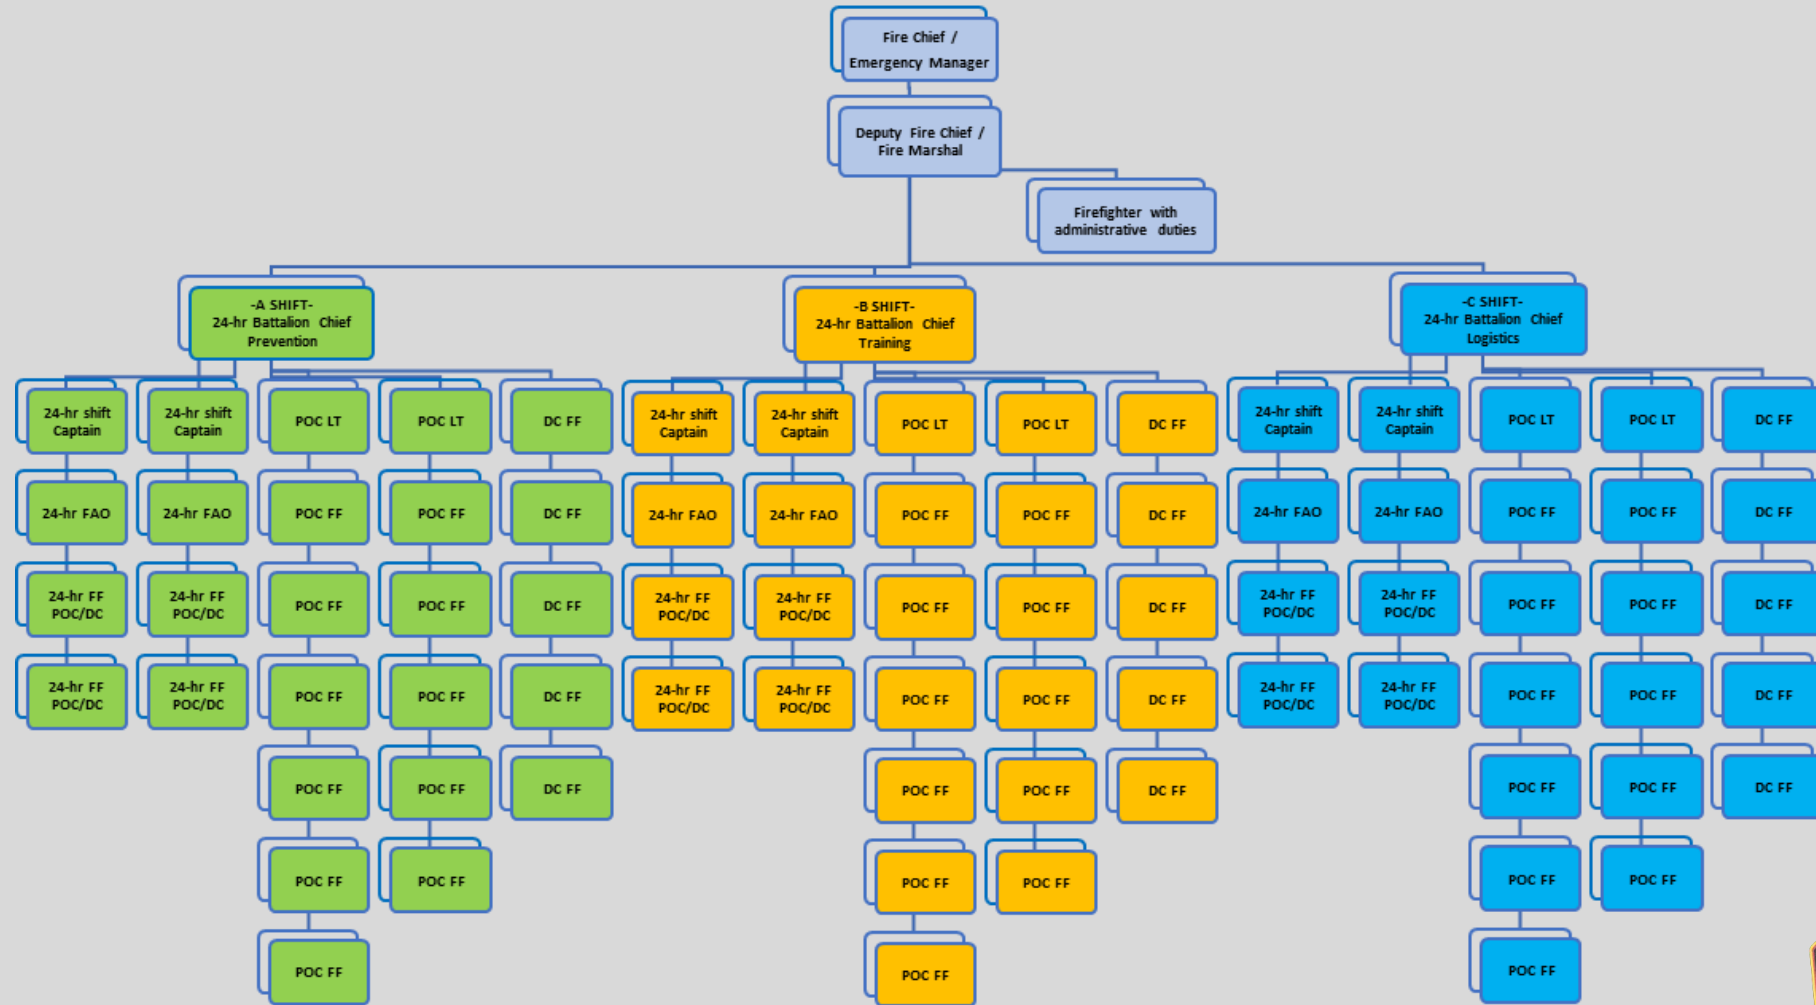 Fire Chief /
Emergency Manager
Deputy Fire Chief /
Fire Marshal
Firefighter with
administrative duties
-A SHIFT-
24-hr Battalion Chief
Prevention
-B SHIFT-
24-hr Battalion Chief
Training
-C SHIFT-
24-hr Battalion Chief
Logistics
24-hr shift
Captain
24-hr shift
Captain
POC LT
POC LT
DC FF
24-hr shift
Captain
24-hr shift
Captain
POC LT
POC LT
DC FF
24-hr shift
Captain
24-hr shift
Captain
POC LT
POC LT
DC FF
24-hr FAO
24-hr FAO
POC FF
POC FF
DC FF
24-hr FAO
24-hr FAO
POC FF
POC FF
DC FF
24-hr FAO
24-hr FAO
POC FF
POC FF
DC FF
24-hr FF
POC/DC
24-hr FF
POC/DC
POC FF
POC FF
DC FF
24-hr FF
POC/DC
24-hr FF
POC/DC
POC FF
POC FF
DC FF
24-hr FF
POC/DC
24-hr FF
POC/DC
POC FF
POC FF
DC FF
24-hr FF
POC/DC
24-hr FF
POC/DC
POC FF
POC FF
DC FF
24-hr FF
POC/DC
24-hr FF
POC/DC
POC FF
POC FF
DC FF
24-hr FF
POC/DC
24-hr FF
POC/DC
POC FF
POC FF
DC FF
POC FF
POC FF
DC FF
POC FF
POC FF
DC FF
POC FF
POC FF
DC FF
POC FF
POC FF
POC FF
POC FF
POC FF
POC FF
POC FF
POC FF
POC FF